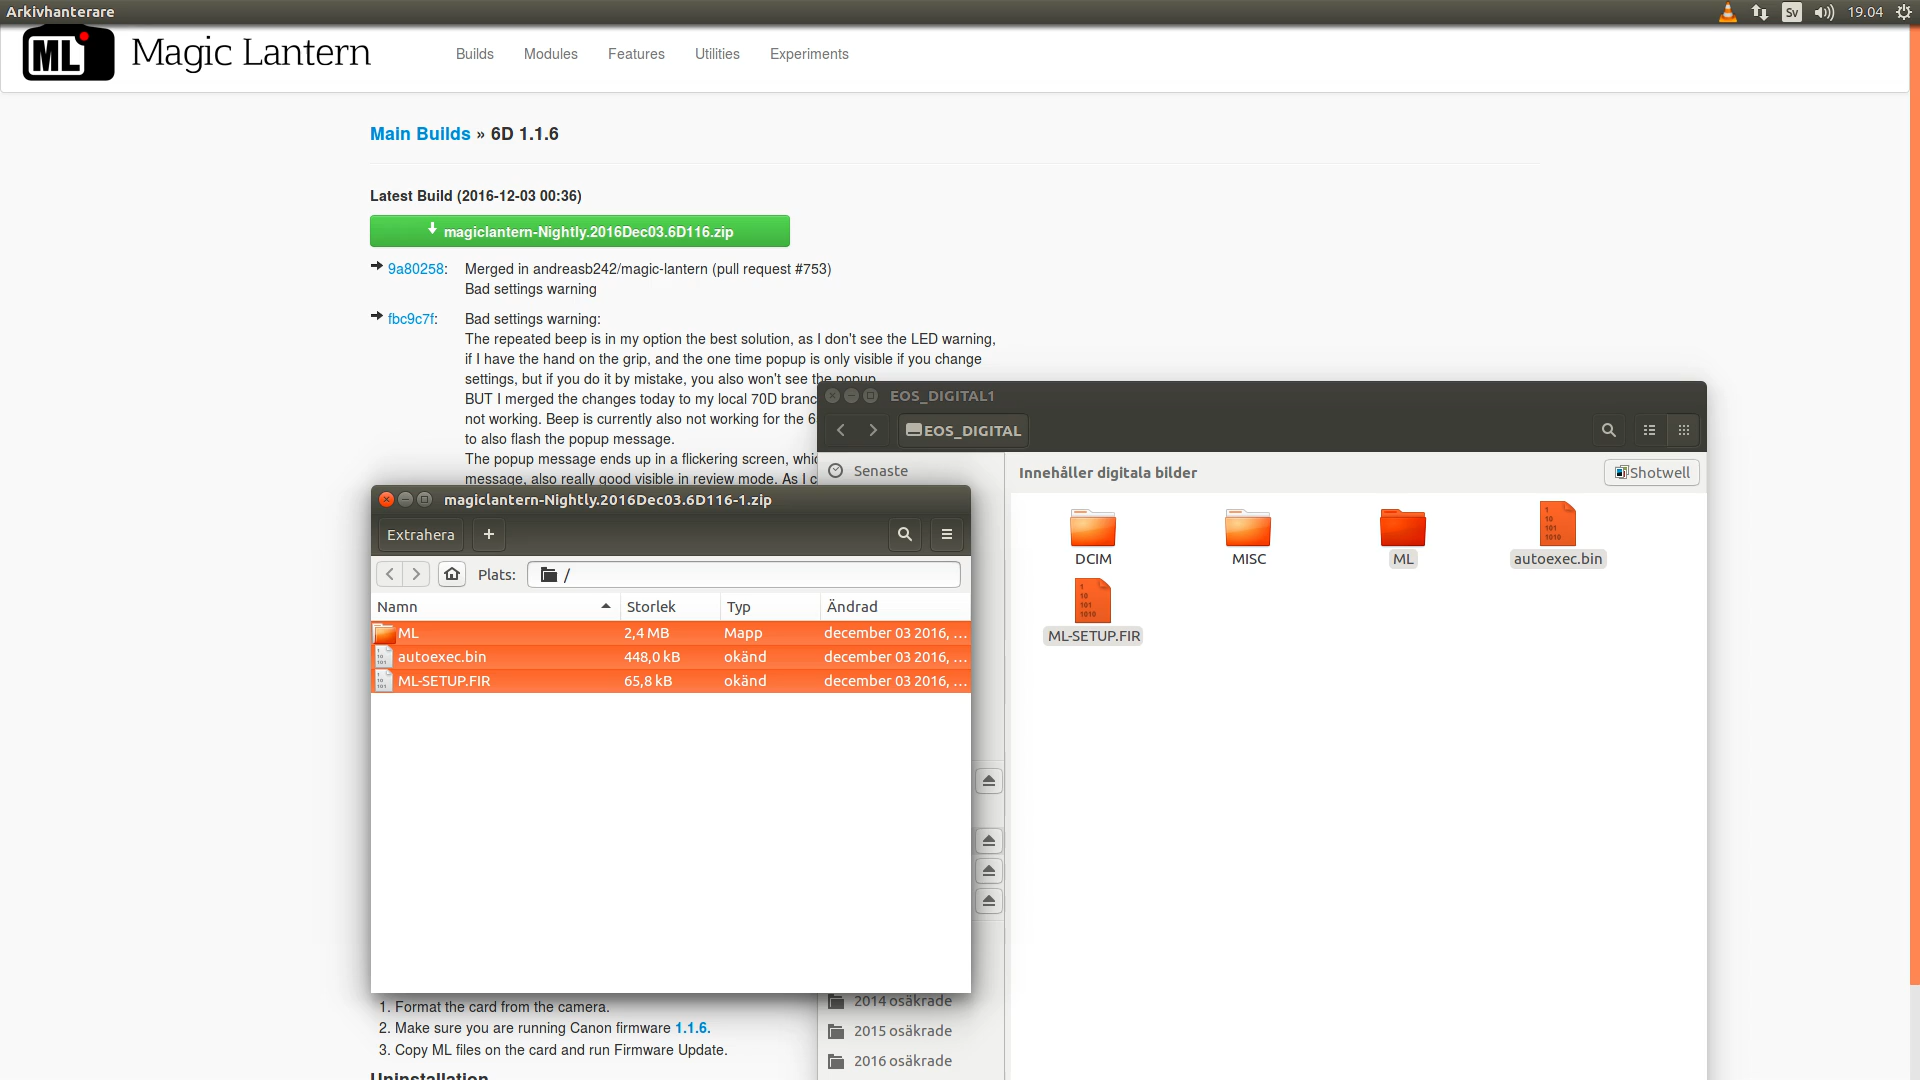 Arkivhanterare
Sv
19.04
ML
Magic Lantern
Builds
Modules
Features
Utilities
Experiments
Main Builds » 6D 1.1.6
Latest Build (2016-12-03 00:36)
magiclantern-Nightly.2016Dec03.6D116.zip
9a80258:
Merged in andreasb242/magic-lantern (pull request #753)
Bad settings warning
fbc9c7f:
Bad settings warning:
The repeated beep is in my option the best solution, as I don't see the LED warning,
if I have the hand on the grip, and the one time popup is only visible if you change
settings, but if you do it by mistake, you also won't see the popup
BUT I merged the changes today to my local 70D branc
not working. Beep is currently also not working for the 6
to also flash the popup message.
The popup message ends up in a flickering screen, whic
message, also really good visible in review mode. As I c
EOS_DIGITAL1
EOS_DIGITAL
Senaste
Innehåller digitala bilder
Shotwell
DCIM
MISC
ML
autoexec.bin
ML-SETUP.FIR
2014 osäkrade
2015 osäkrade
2016 osäkrade
magiclantern-Nightly.2016Dec03.6D116-1.zip
Extrahera
+
Plats:
/
Namn Storlek Typ Ändrad
ML 2,4 MB Mapp december 03 2016, ...
autoexec.bin 448,0 kB okänd december 03 2016, ...
ML-SETUP.FIR 65,8 kB okänd december 03 2016, ...
1. Format the card from the camera.
2. Make sure you are running Canon firmware 1.1.6.
3. Copy ML files on the card and run Firmware Update.
Uninstallation